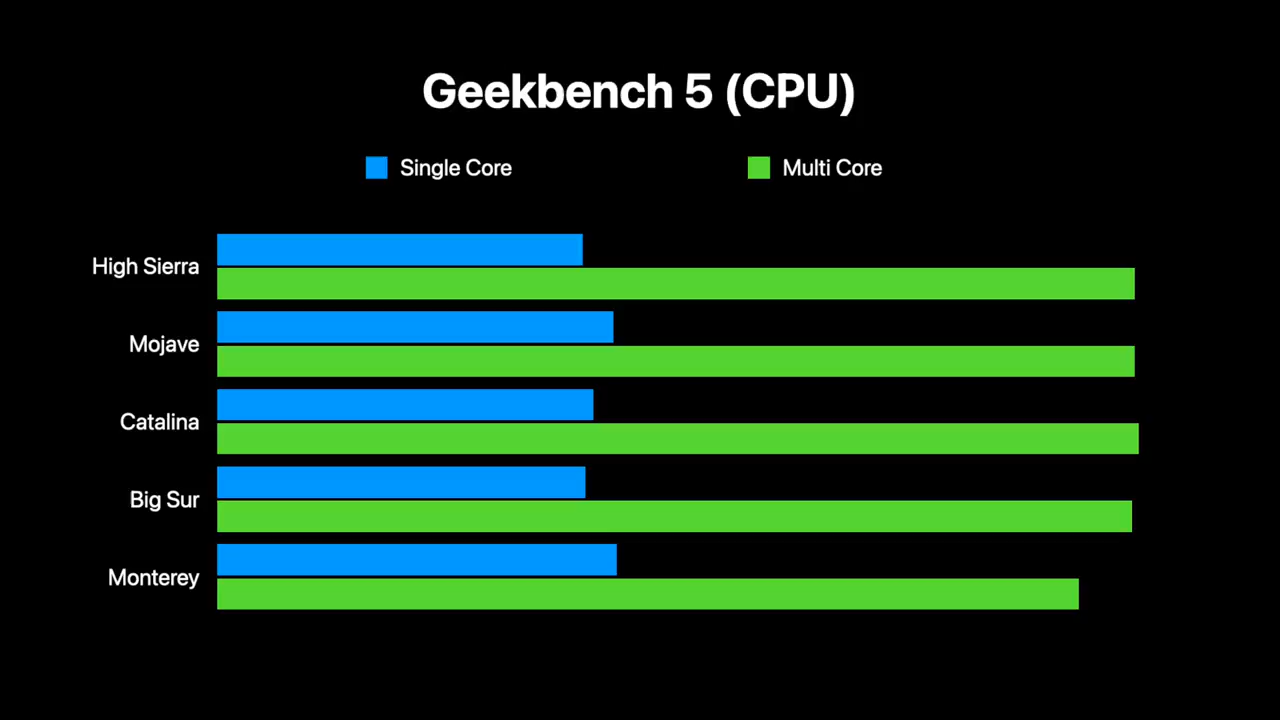 Geekbench 5 (CPU)
Single Core
Multi Core
High Sierra
Mojave
Catalina
Big Sur
Monterey